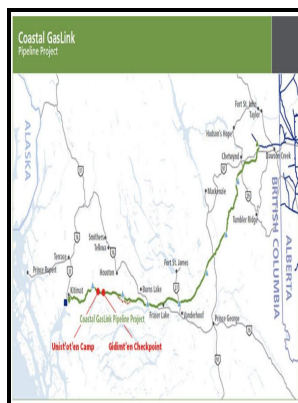 Coastal GasLink
Pipeline Project
ALASKA
Fort St. John
Taylor
Hudson's Hope
Chetwynd
Dawson Creek
Mackenzie
Tumbler Ridge
BRITISH COLUMBIA
ALBERTA
Smithers
Telkwa
Terrace
Prince Rupert
Houston
Fort St. James
Kitimat
Burns Lake
Coastal GasLink Pipeline Project
Fraser Lake
Vanderhoof
Prince George
Unist'ot'en Camp
Gidimt'en Checkpoint